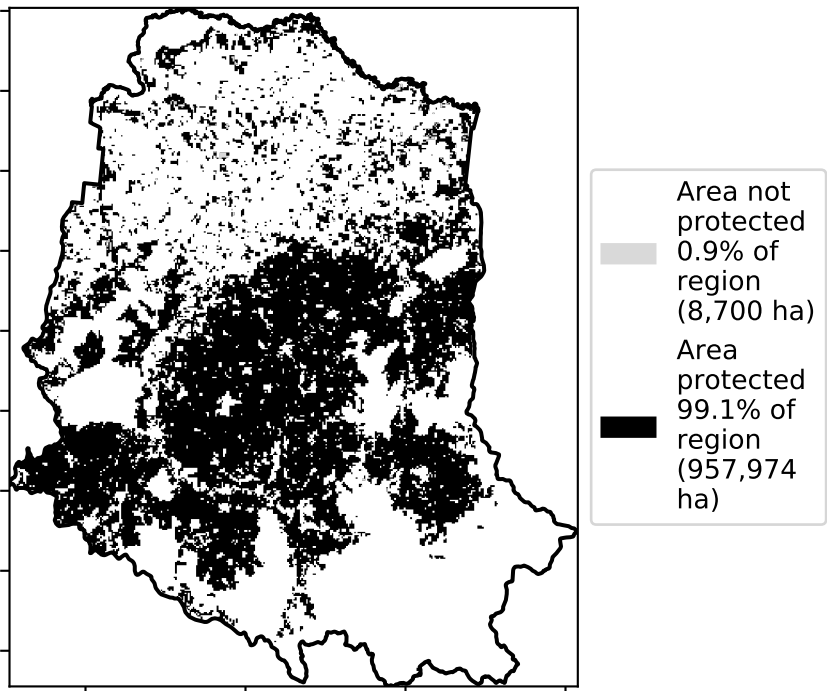 Area not
protected
0.9% of
region
(8,700 ha)
Area
protected
99.1% of
region
(957,974
ha)